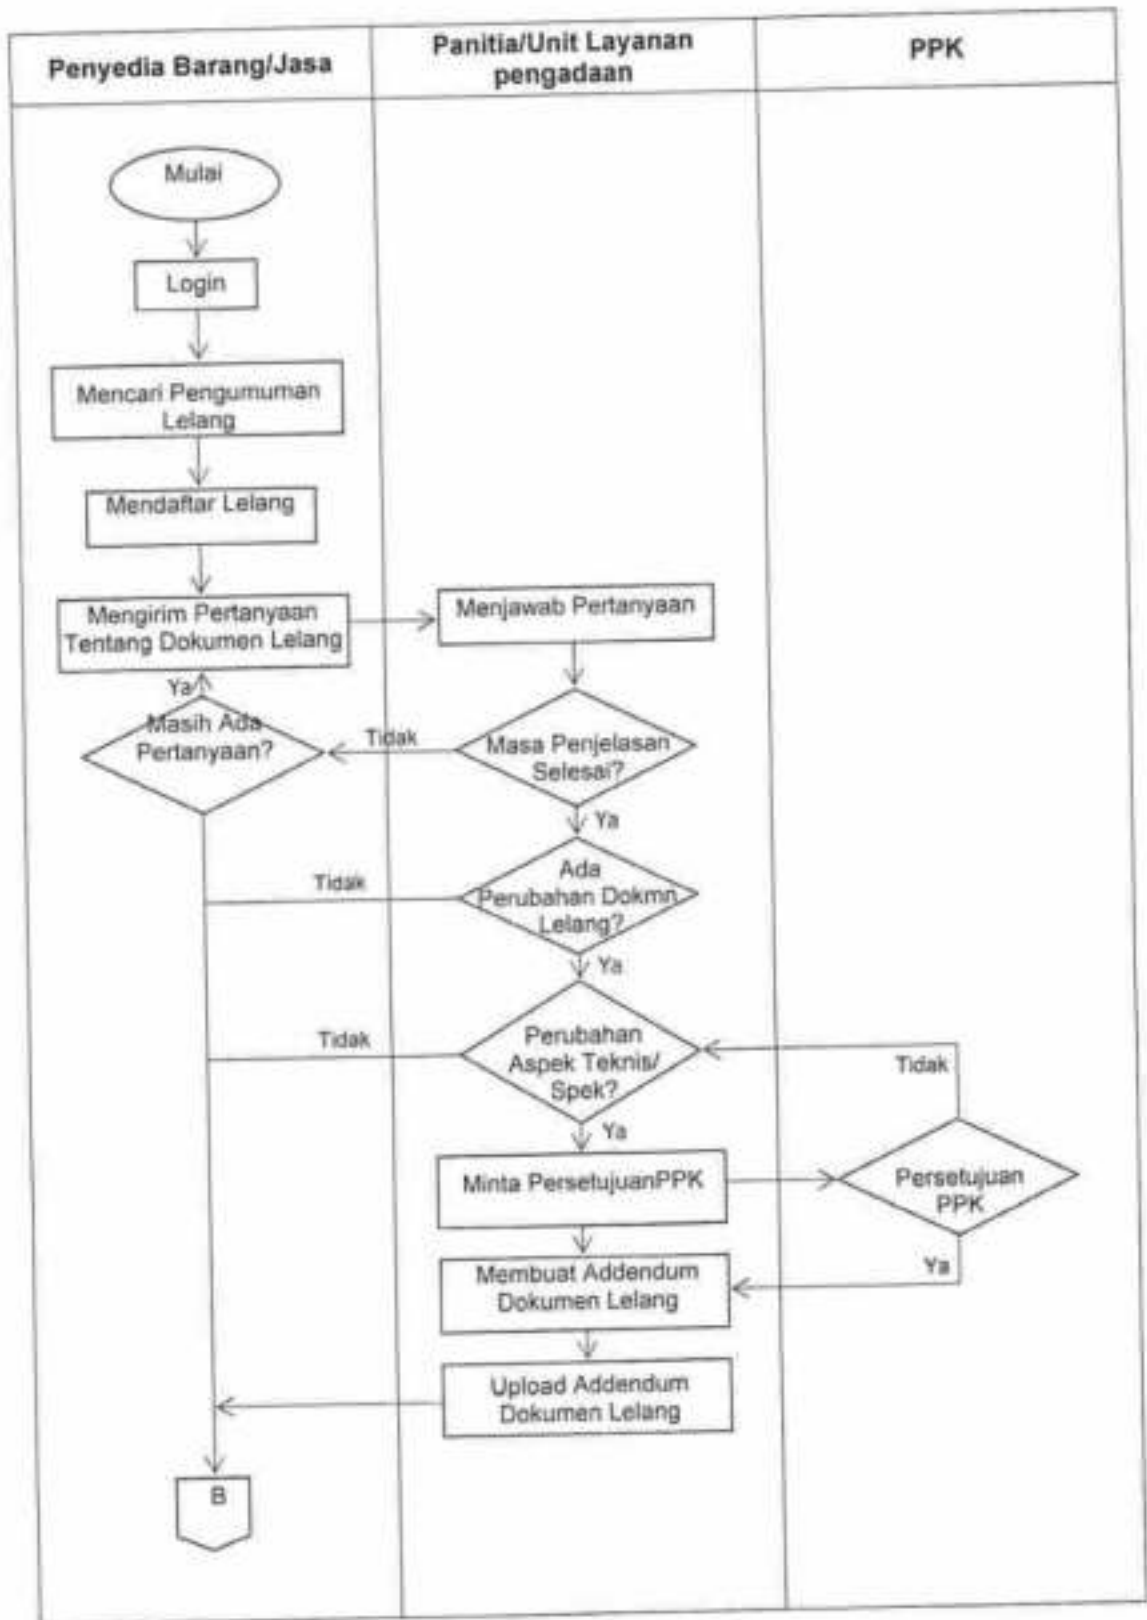 Penyedia Barang/Jasa
Panitia/Unit Layanan
pengadaan
PPK
Mulai
Login
Mencari Pengumuman
Lelang
Mendaftar Lelang
Mengirim Pertanyaan
Tentang Dokumen Lelang
Menjawab Pertanyaan
Ya
Masih Ada
Pertanyaan?
Tidak
Masa Penjelasan
Selesai?
Ya
Tidak
Ada
Perubahan Dokmn
Lelang?
Ya
Tidak
Perubahan
Aspek Teknis/
Spek?
Tidak
Ya
Minta PersetujuanPPK
Persetujuan
PPK
Ya
Membuat Addendum
Dokumen Lelang
Upload Addendum
Dokumen Lelang
B